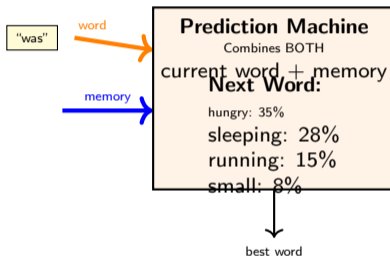 word
"was"
memory
Prediction Machine
Combines BOTH
current word + memory
Next Word:
hungry: 35%
sleeping: 28%
running: 15%
small: 8%
best word